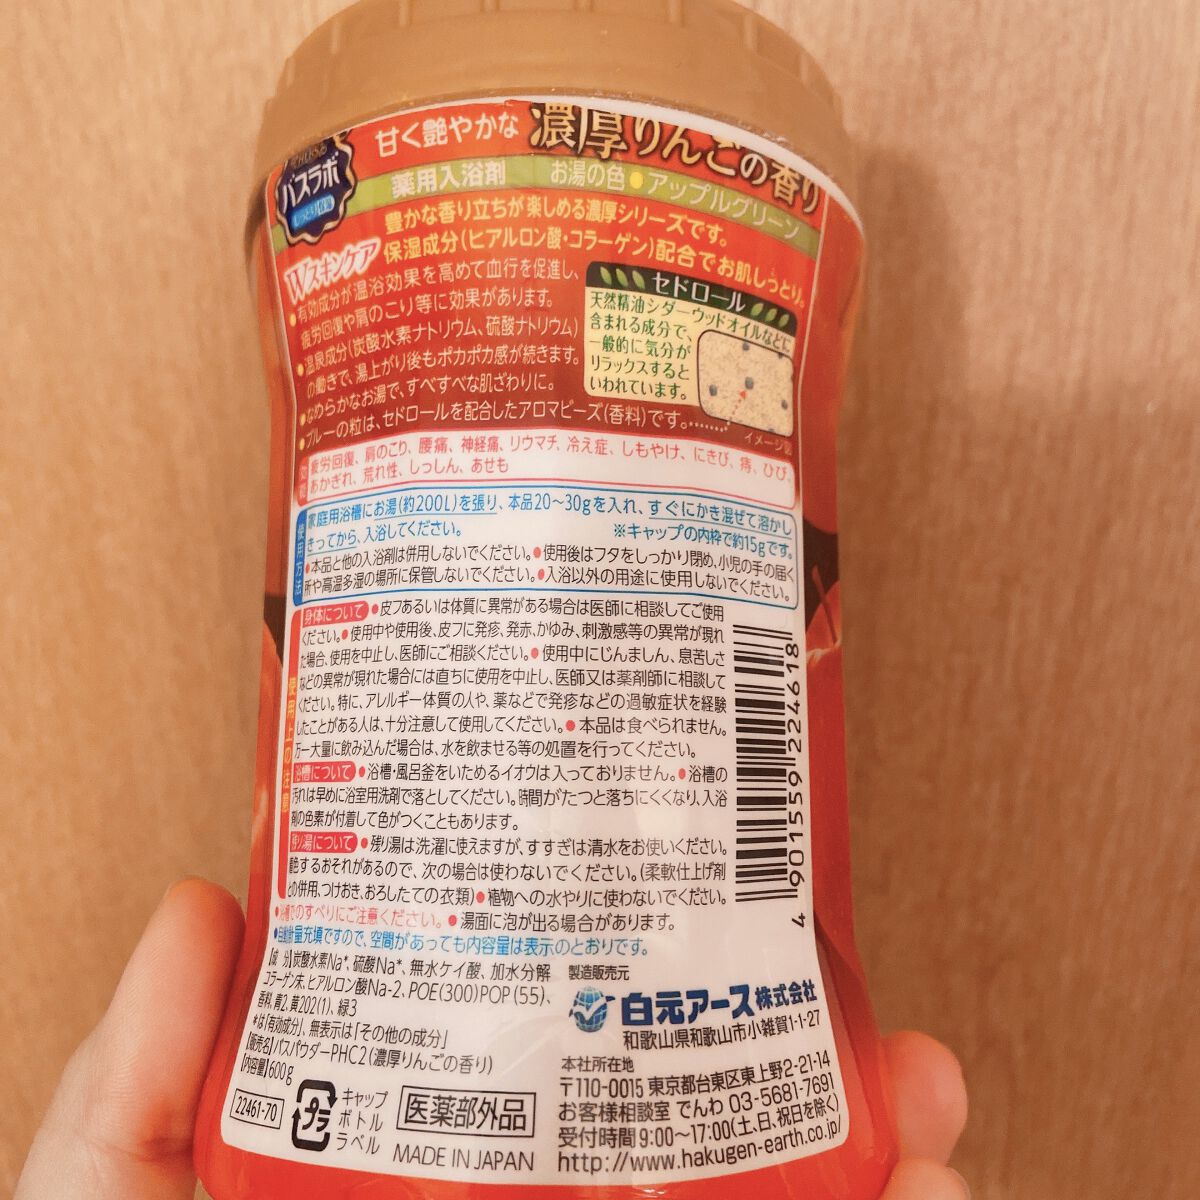 バスラボ
甘く艶やかな 濃厚りんごの香り
薬用入浴剤 お湯の色●アップルグリーン
豊かな香り立ちが楽しめる濃厚シリーズです。
Wスキンケア 保湿成分(ヒアルロン酸・コラーゲン)配合でお肌しっとり。
●有効成分が温浴効果を高めて血行を促進し、
疲労回復や肩のこり等に効果があります。
●温泉成分(炭酸水素ナトリウム、硫酸ナトリウム)
の働きで、湯上がり後もポカポカ感が続きます。
●なめらかなお湯で、すべすべな肌ざわりに。
●ブルーの粒は、セドロールを配合したアロマビーズ(香料)です。
セドロール
天然精油シダーウッドオイルなどに
含まれる成分で、
一般的に気分が
リラックスすると
いわれています。
イメージ図
効能
疲労回復、肩のこり、腰痛、神経痛、リウマチ、冷え症、しもやけ、にきび、痔、ひび、
あかぎれ、荒れ性、しっしん、あせも
使用方法
家庭用浴槽にお湯(約200L)を張り、本品20〜30gを入れ、すぐにかき混ぜて溶かし
きってから、入浴してください。 ※キャップの内枠で約15gです。
●本品と他の入浴剤は併用しないでください。●使用後はフタをしっかり閉め、小児の手の届く
所や高温多湿の場所に保管しないでください。●入浴以外の用途に使用しないでください。
使用上の注意
身体について ●皮フあるいは体質に異常がある場合は医師に相談してご使用
ください。●使用中や使用後、皮フに発疹、発赤、かゆみ、刺激感等の異常が現れ
た場合、使用を中止し、医師にご相談ください。●使用中にじんましん、息苦しさ
などの異常が現れた場合には直ちに使用を中止し、医師又は薬剤師に相談して
ください。特に、アレルギー体質の人や、薬などで発疹などの過敏症状を経験
したことがある人は、十分注意して使用してください。●本品は食べられません。
万一大量に飲み込んだ場合は、水を飲ませる等の処置を行ってください。
浴槽について ●浴槽・風呂釜をいためるイオウは入っておりません。●浴槽の
汚れは早めに浴室用洗剤で落としてください。時間がたつと落ちにくくなり、入浴
剤の色素が付着して色がつくこともあります。
残り湯について ●残り湯は洗濯に使えますが、すすぎは清水をお使いください。
着色するおそれがあるので、次の場合は使わないでください。(柔軟仕上げ剤
との併用、つけおき、おろしたての衣類)●植物への水やりに使わないでください。
●浴槽でのすべりにご注意ください。●湯面に泡が出る場合があります。
●自動計量充填ですので、空間があっても内容量は表示のとおりです。
4 901559 224618
【成 分】炭酸水素Na*、硫酸Na*、無水ケイ酸、加水分解
コラーゲン末、ヒアルロン酸Na-2、POE(300)POP(55)、
香料、青2、黄202(1)、緑3
*は「有効成分」、無表示は「その他の成分」
【販売名】バスパウダーPHC2(濃厚りんごの香り)
【内容量】600g
22461-70
プラ
キャップ
ボトル
ラベル
医薬部外品
MADE IN JAPAN
製造販売元
白元アース株式会社
和歌山県和歌山市小雑賀1-1-27
本社所在地
〒110-0015 東京都台東区東上野2-21-14
お客様相談室 でんわ 03-5681-7691
受付時間9:00〜17:00(土、日、祝日を除く)
http://www.hakugen-earth.co.jp/